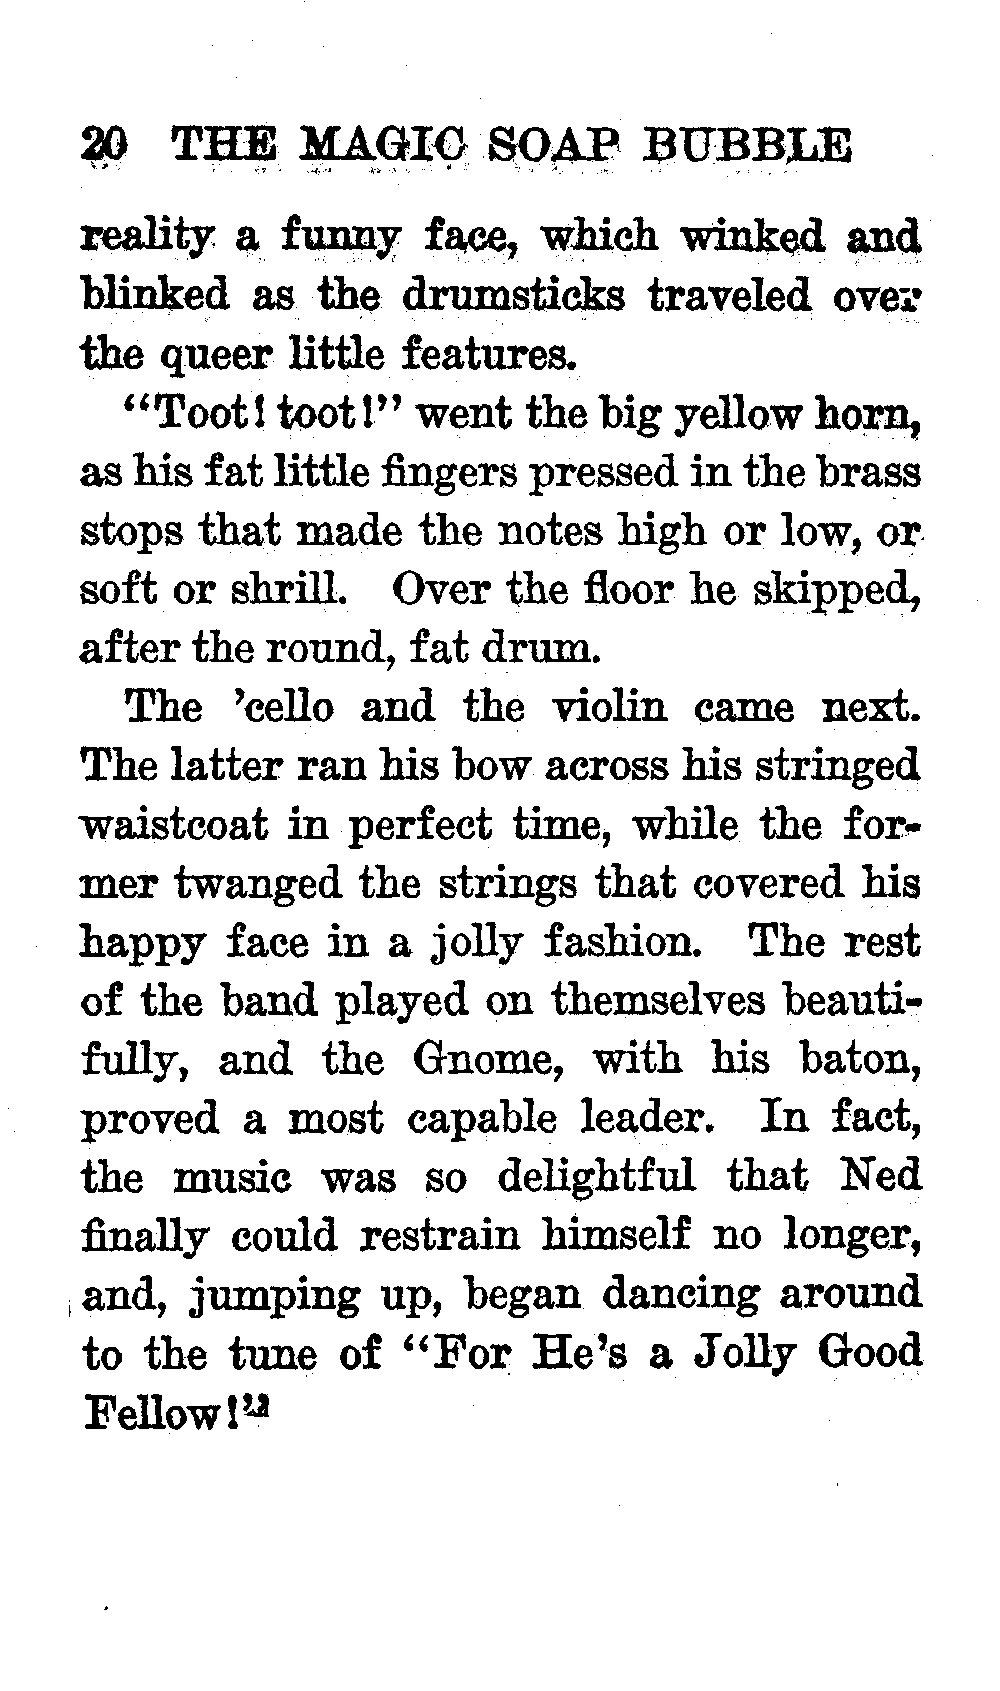 20 THE MAGIC SOAP BUBBLE
reality a funny face, which winked and
blinked as the drumsticks traveled over
the queer little features.
"Toot! toot!" went the big yellow horn,
as his fat little fingers pressed in the brass
stops that made the notes high or low, or
soft or shrill. Over the floor he skipped,
after the round, fat drum.
The 'cello and the violin came next.
The latter ran his bow across his stringed
waistcoat in perfect time, while the for-
mer twanged the strings that covered his
happy face in a jolly fashion. The rest
of the band played on themselves beauti-
fully, and the Gnome, with his baton,
proved a most capable leader. In fact,
the music was so delightful that Ned
finally could restrain himself no longer,
and, jumping up, began dancing around
to the tune of "For He's a Jolly Good
Fellow!"